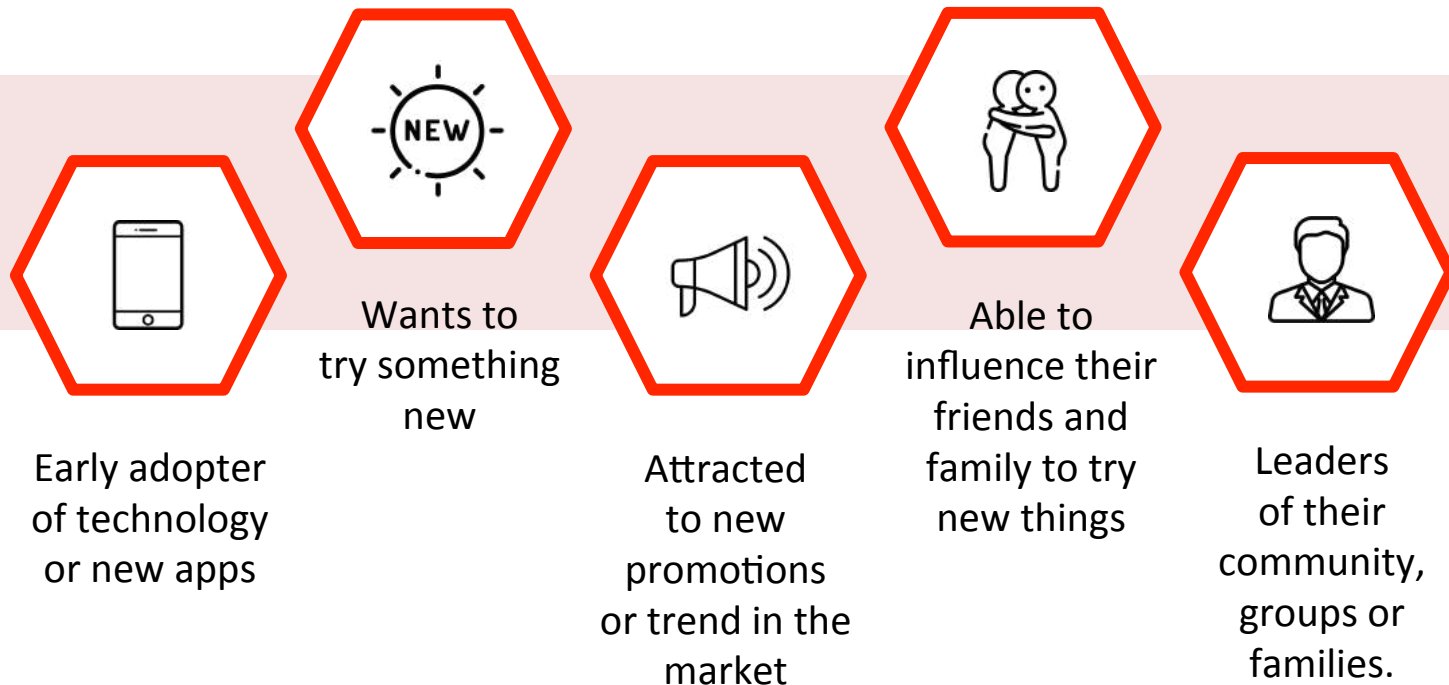 NEW
Early adopter
of technology
or new apps
Wants to
try something
new
Attracted
to new
promotions
or trend in the
market
Able to
influence their
friends and
family to try
new things
Leaders
of their
community,
groups or
families.